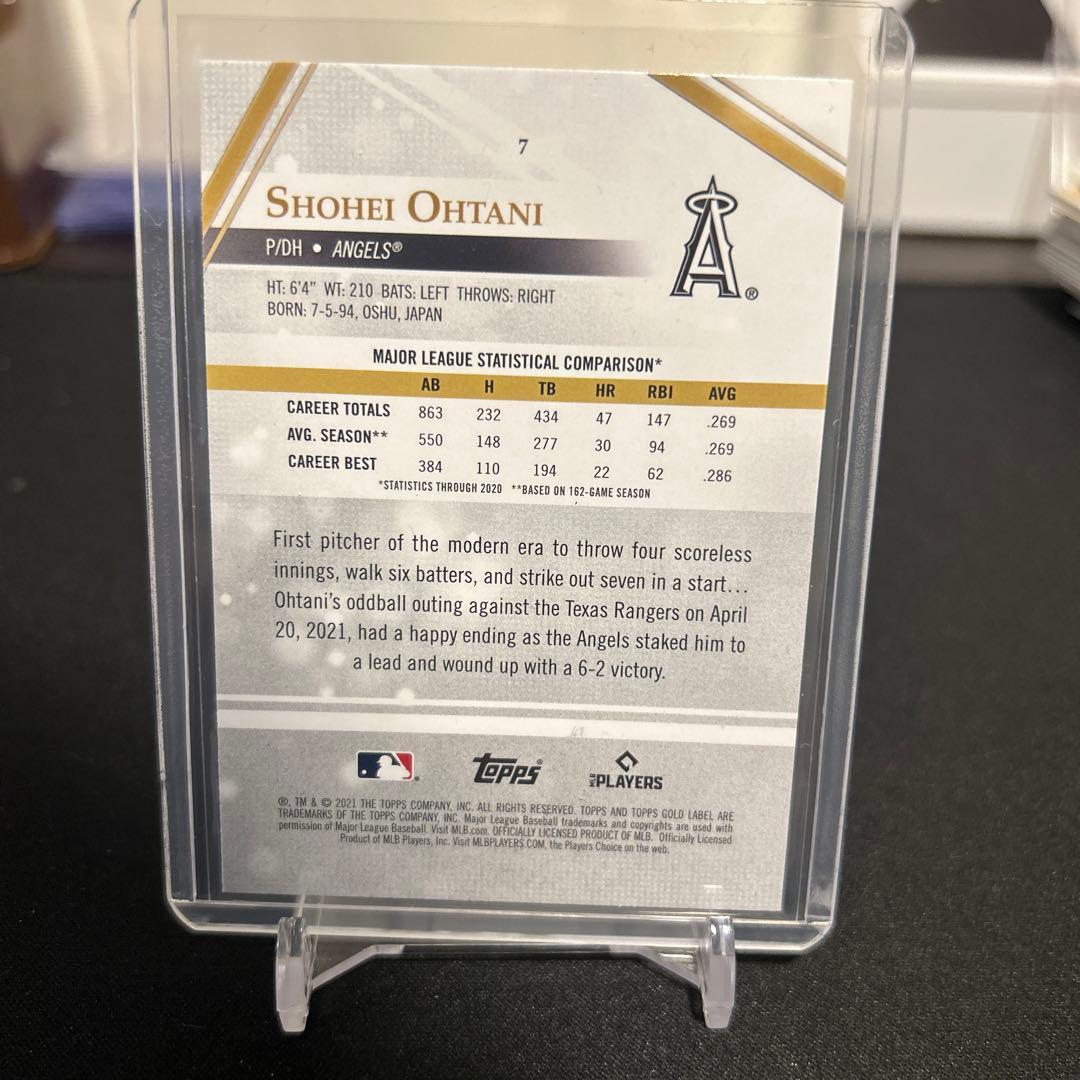 7
SHOHEI OHTANI
P/DH • ANGELS®
A®
HT: 6'4" WT: 210 BATS: LEFT THROWS: RIGHT
BORN: 7-5-94, OSHU, JAPAN
MAJOR LEAGUE STATISTICAL COMPARISON*
AB H TB HR RBI AVG
CAREER TOTALS 863 232 434 47 147 .269
AVG. SEASON** 550 148 277 30 94 .269
CAREER BEST 384 110 194 22 62 .286
*STATISTICS THROUGH 2020 **BASED ON 162-GAME SEASON
First pitcher of the modern era to throw four scoreless
innings, walk six batters, and strike out seven in a start...
Ohtani's oddball outing against the Texas Rangers on April
20, 2021, had a happy ending as the Angels staked him to
a lead and wound up with a 6-2 victory.
Topps® MLB PLAYERS
®, TM & © 2021 THE TOPPS COMPANY, INC. ALL RIGHTS RESERVED. TOPPS AND TOPPS GOLD LABEL ARE
TRADEMARKS OF THE TOPPS COMPANY, INC. Major League Baseball trademarks and copyrights are used with
permission of Major League Baseball. Visit MLB.com. OFFICIALLY LICENSED PRODUCT OF MLB. Officially Licensed
Product of MLB Players, Inc. Visit MLBPLAYERS.COM, the Players Choice on the web.